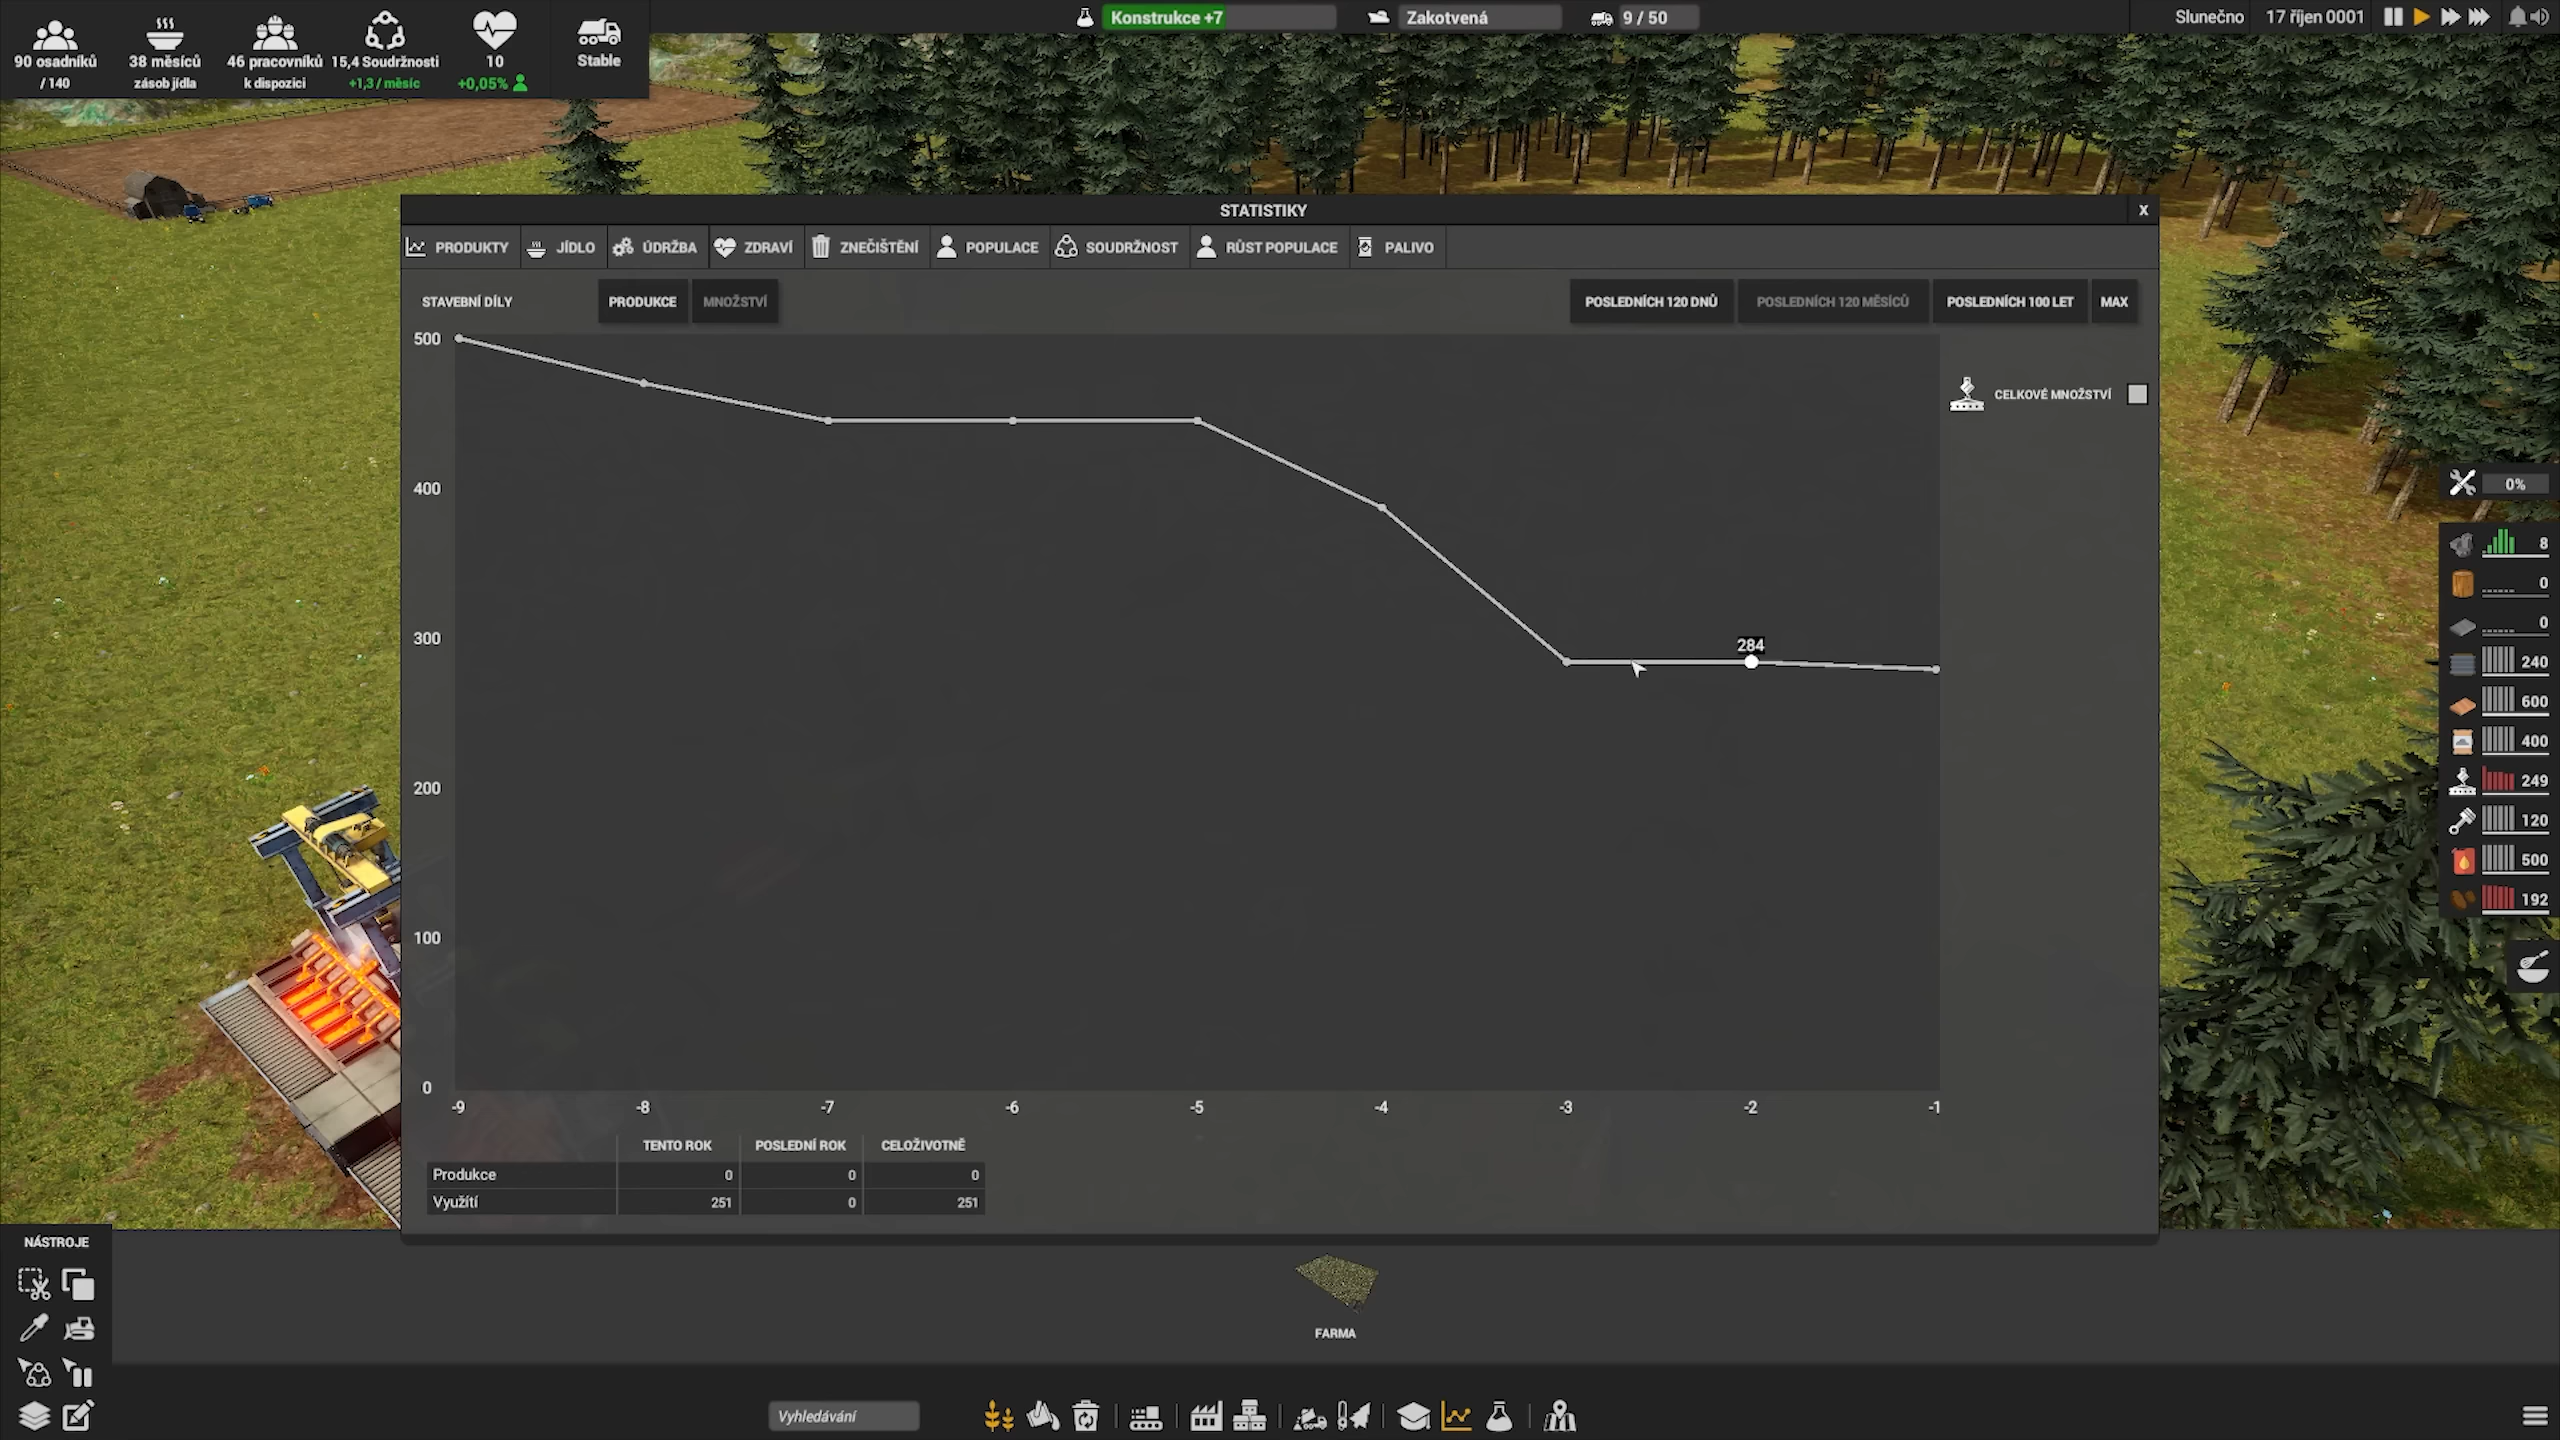 Konstrukce +7
Zakotvená
9 / 50
Slunečno
17 říjen 0001
90 osadníků
/ 140
38 měsíců
zásob jídla
46 pracovníků
k dispozici
15,4 Soudržnosti
+1,3 / měsíc
10
+0,05%
Stable
STATISTIKY
X
PRODUKTY
JÍDLO
ÚDRŽBA
ZDRAVÍ
ZNEČIŠTĚNÍ
POPULACE
SOUDRŽNOST
RŮST POPULACE
PALIVO
STAVEBNÍ DÍLY
PRODUKCE
MNOŽSTVÍ
POSLEDNÍCH 120 DNŮ
POSLEDNÍCH 120 MĚSÍCŮ
POSLEDNÍCH 100 LET
MAX
500
400
300
200
100
0
284
CELKOVÉ MNOŽSTVÍ
-9
-8
-7
-6
-5
-4
-3
-2
-1
TENTO ROK
POSLEDNÍ ROK
CELOŽIVOTNĚ
Produkce
0
0
0
Využítí
251
0
251
0%
8
0
0
240
600
400
249
120
500
192
NÁSTROJE
FARMA
Vyhledávání